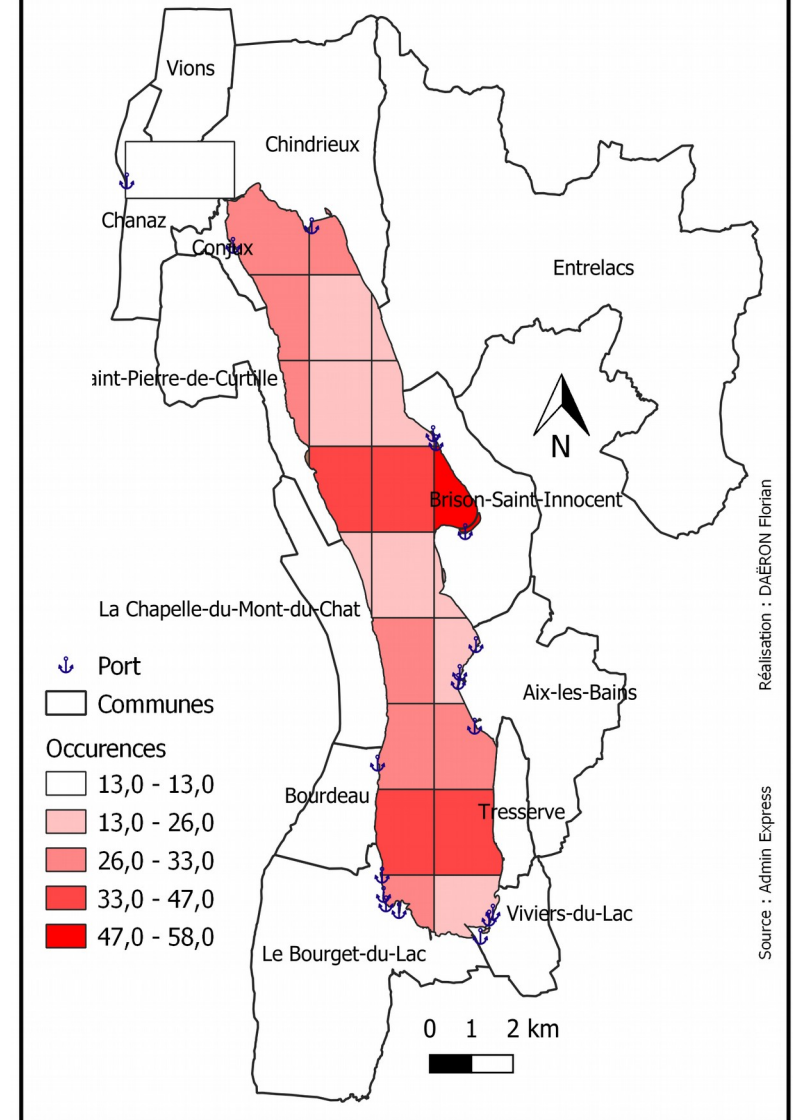 Vions
Chindrieux
Chanaz
Conjux
Entrelacs
aint-Pierre-de-Curtille
N
Brison-Saint-Innocent
La Chapelle-du-Mont-du-Chat
Port
Communes
Aix-les-Bains
Occurences
13,0 - 13,0
13,0 - 26,0
26,0 - 33,0
33,0 - 47,0
47,0 - 58,0
Bourdeau
Tresserve
Viviers-du-Lac
Le Bourget-du-Lac
0 1 2 km
Réalisation : DAËRON Florian
Source : Admin Express